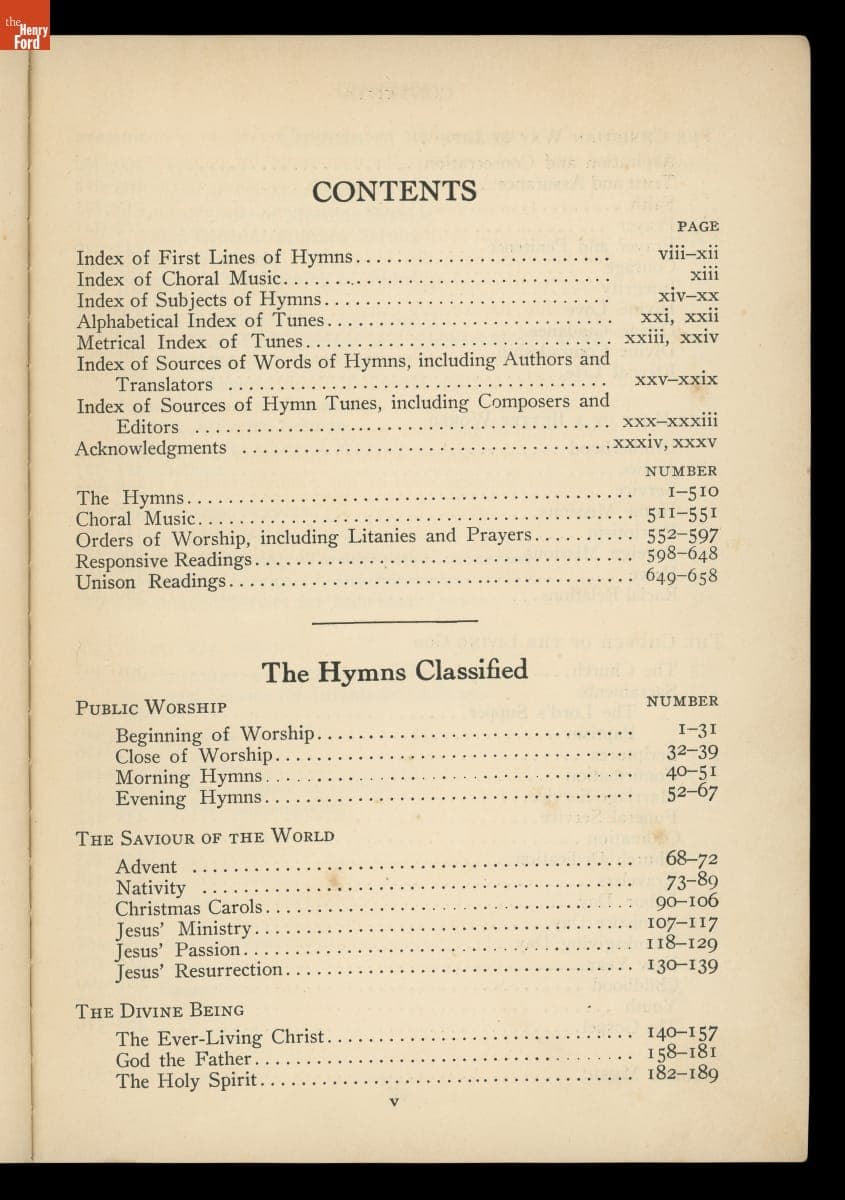 the
Henry
Ford
CONTENTS
PAGE
Index of First Lines of Hymns.......................... viii–xii
Index of Choral Music................................. xiii
Index of Subjects of Hymns............................. xiv–xx
Alphabetical Index of Tunes............................. xxi, xxii
Metrical Index of Tunes............................... xxiii, xxiv
Index of Sources of Words of Hymns, including Authors and
Translators ...................................... xxv–xxix
Index of Sources of Hymn Tunes, including Composers and
Editors .......................................... xxx–xxxiii
Acknowledgments .....................................xxxiv, xxxv
NUMBER
The Hymns............................................. 1–510
Choral Music............................................ 511–551
Orders of Worship, including Litanies and Prayers.......... 552–597
Responsive Readings...................................... 598–648
Unison Readings......................................... 649–658
The Hymns Classified
PUBLIC WORSHIP
NUMBER
Beginning of Worship................................ 1–31
Close of Worship.................................... 32–39
Morning Hymns..................................... 40–51
Evening Hymns..................................... 52–67
THE SAVIOUR OF THE WORLD
Advent ............................................ 68–72
Nativity ........................................... 73–89
Christmas Carols..................................... 90–106
Jesus' Ministry...................................... 107–117
Jesus' Passion....................................... 118–129
Jesus' Resurrection................................... 130–139
THE DIVINE BEING
The Ever-Living Christ............................... 140–157
God the Father...................................... 158–181
The Holy Spirit...................................... 182–189
v